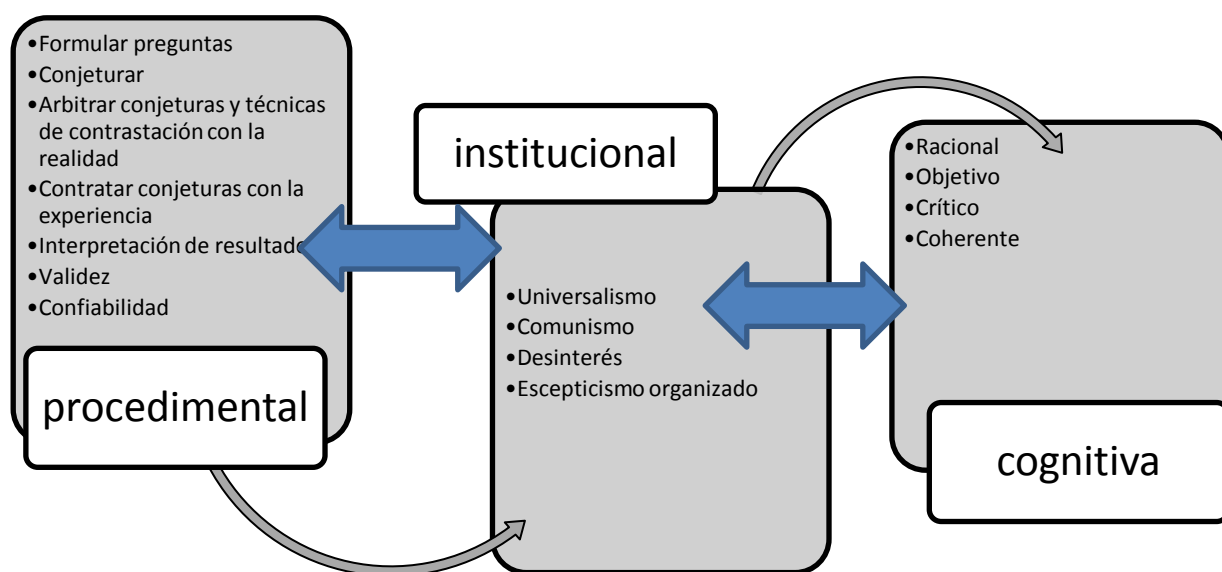 •Formular preguntas
•Conjeturar
•Arbitrar conjeturas y técnicas
de contrastación con la
realidad
•Contratar conjeturas con la
experiencia
•Interpretación de resultado
•Validez
•Confiabilidad
procedimental
institucional
•Universalismo
•Comunismo
•Desinterés
•Escepticismo organizado
•Racional
•Objetivo
•Crítico
•Coherente
cognitiva